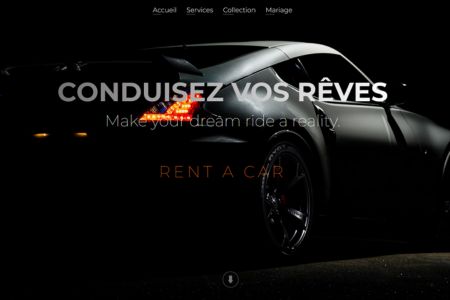 Accueil Services Collection Mariage
CONDUISEZ VOS RÊVES
Make your dream ride a reality.
RENT A CAR